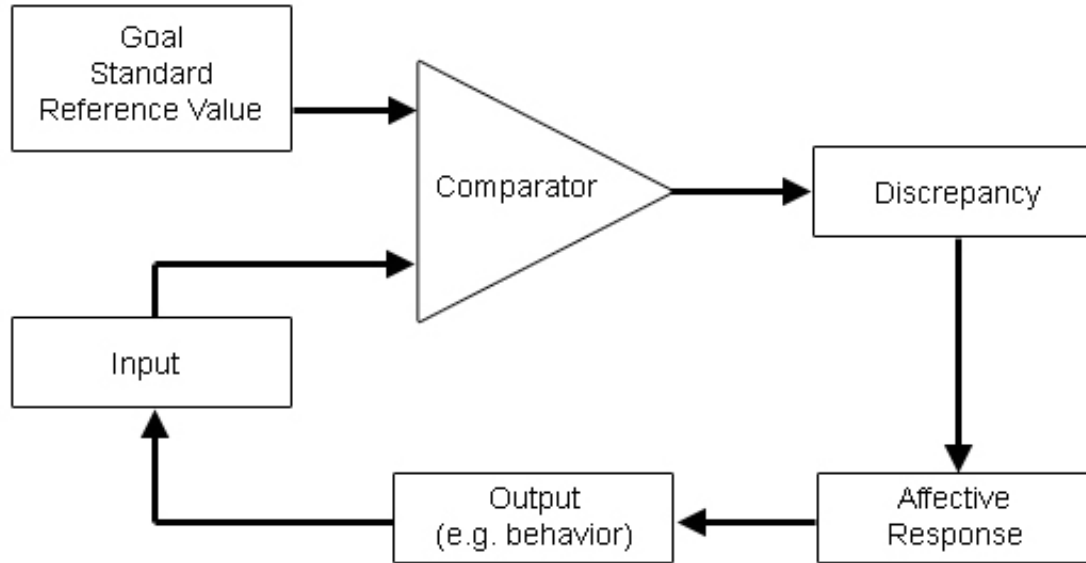 Goal
Standard
Reference Value
Comparator
Discrepancy
Input
Output
(e.g. behavior)
Affective
Response